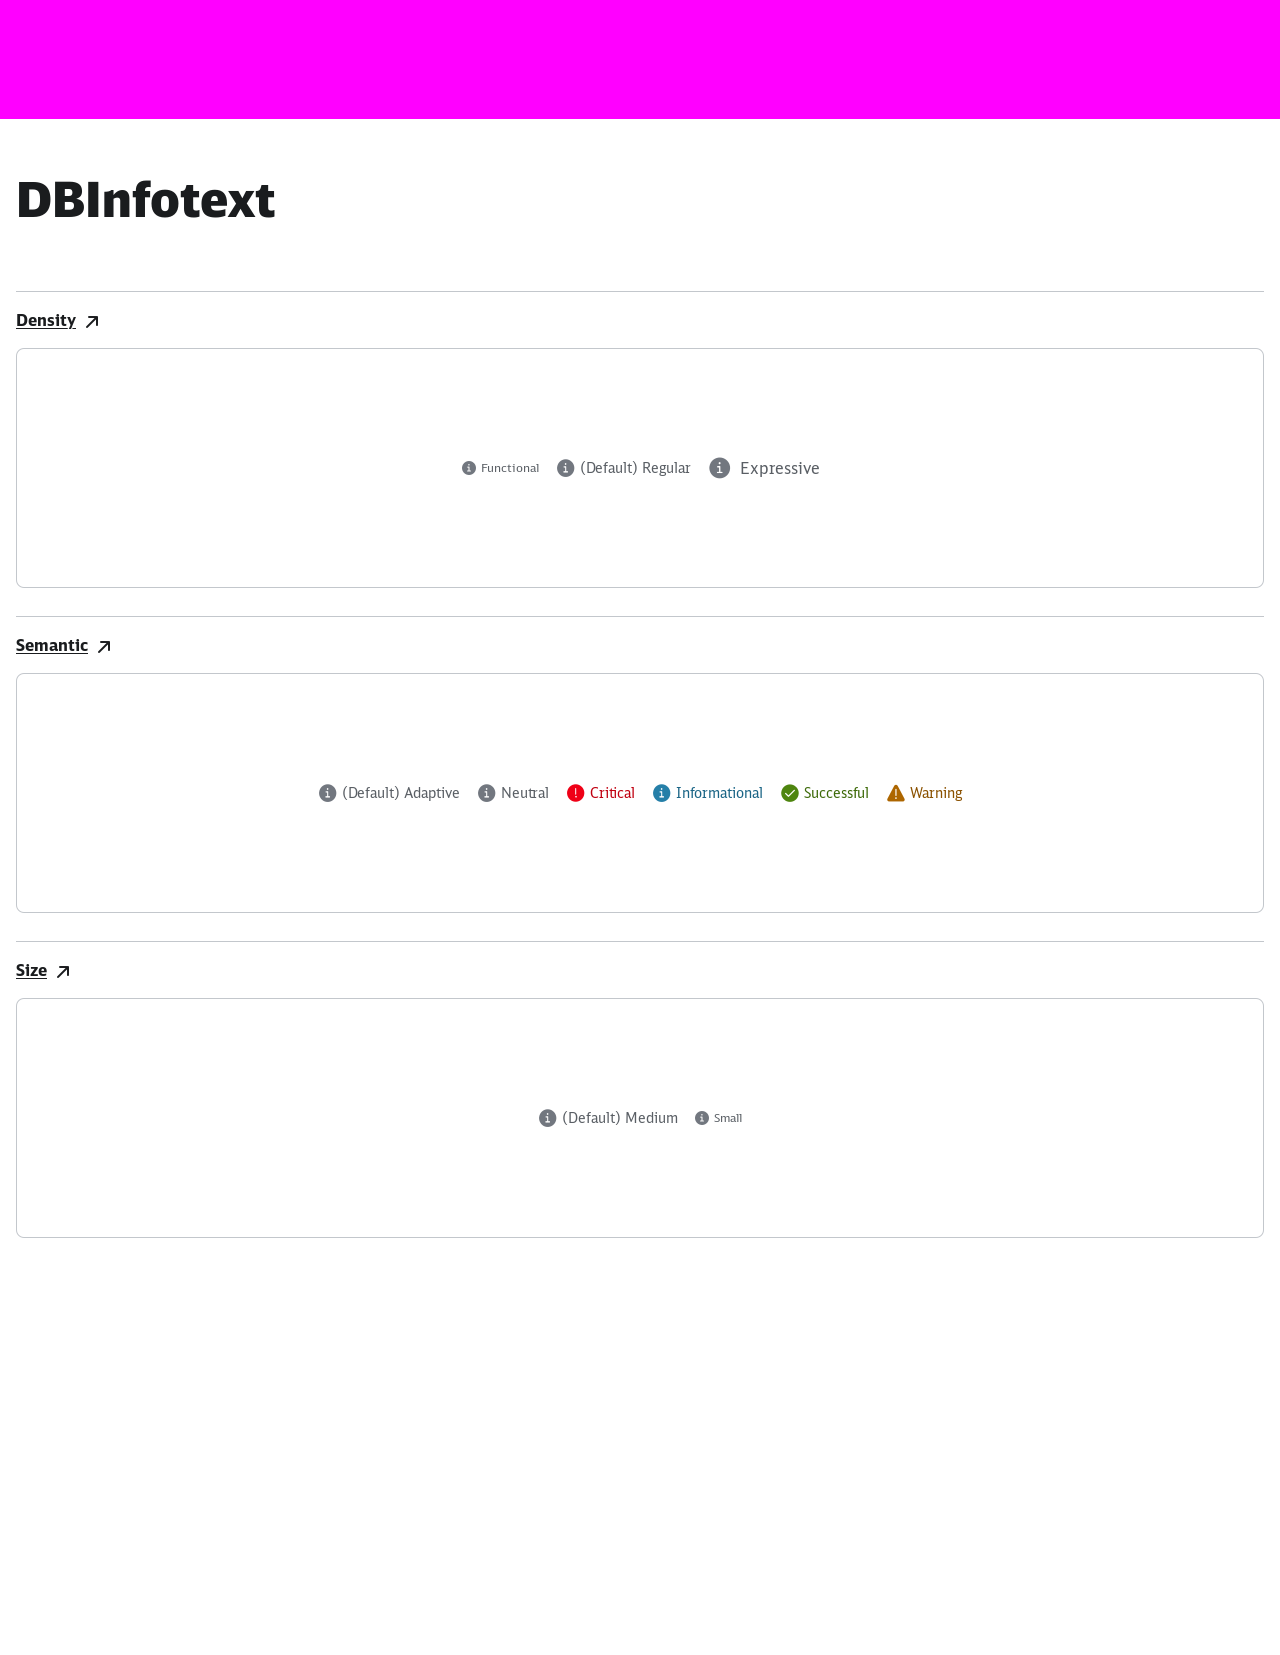 DBInfotext
Density
Functional (Default) Regular Expressive
Semantic
(Default) Adaptive Neutral Critical Informational Successful Warning
Size
(Default) Medium Small